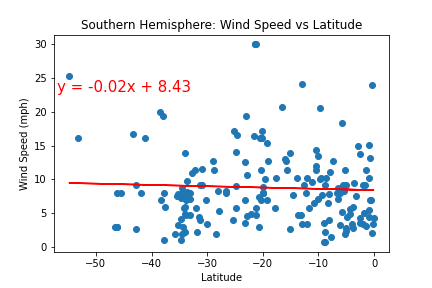 Southern Hemisphere: Wind Speed vs Latitude
30
25
y = -0.02x + 8.43
20
15
10
5
0
Wind Speed (mph)
−50 −40 −30 −20 −10 0
Latitude